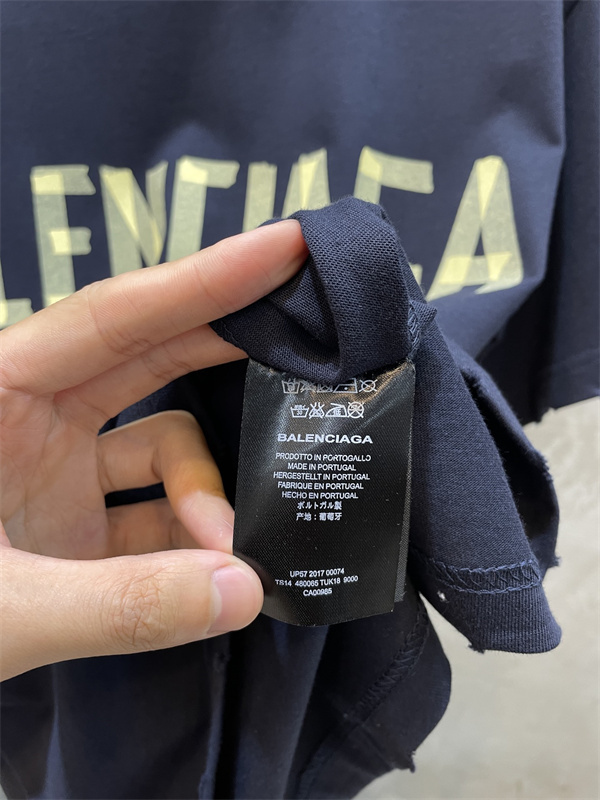 LENCIAGA
BALENCIAGA
PRODOTTO IN PORTOGALLO
MADE IN PORTUGAL
HERGESTELLT IN PORTUGAL
FABRIQUE EN PORTUGAL
HECHO EN PORTUGAL
ポルトガル製
产地：葡萄牙
UP57 2017 00074
TS14 460065 TUK18 9000
CA00985